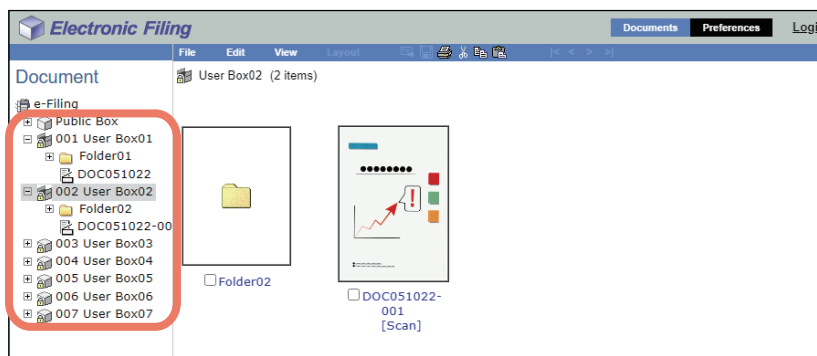 Electronic Filing
Documents Preferences Logi
File Edit View Layout |< < > >|
Document
User Box02 (2 items)
e-Filing
Public Box
001 User Box01
Folder01
DOC051022
002 User Box02
Folder02
DOC051022-00
003 User Box03
004 User Box04
005 User Box05
006 User Box06
007 User Box07
!
Folder02
DOC051022-
001
[Scan]